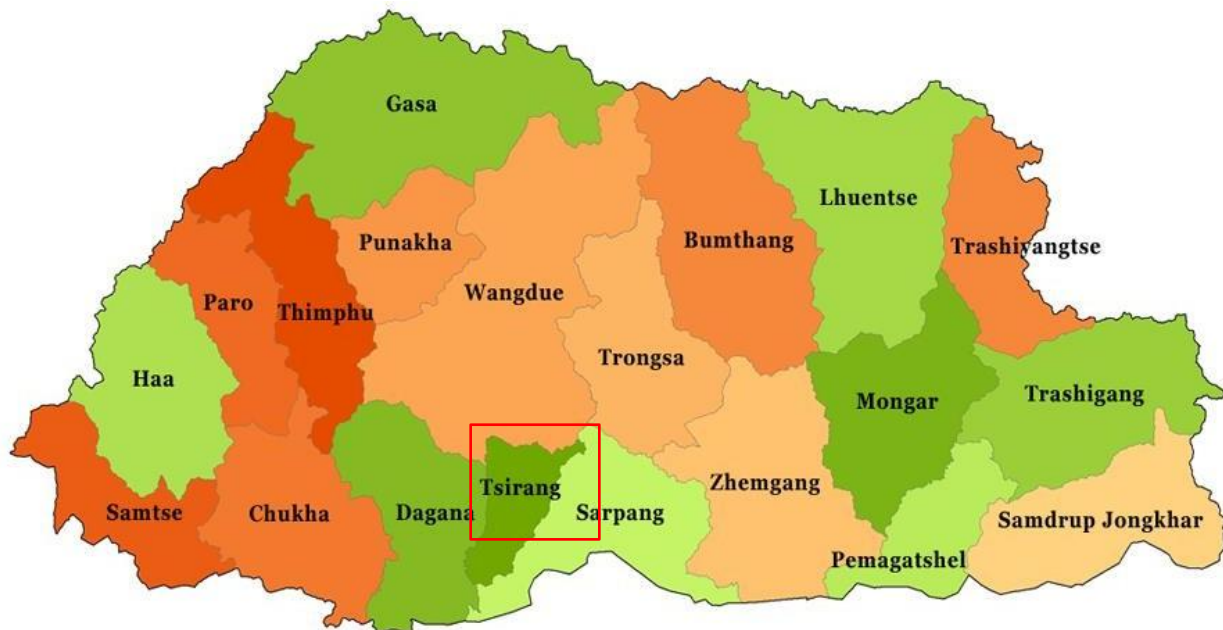 Gasa
Lhuentse
Punakha
Bumthang
Trashiyangtse
Wangdue
Paro
Thimphu
Trongsa
Haa
Trashigang
Mongar
Zhemgang
Tsirang
Samtse
Chukha
Dagana
Sarpang
Samdrup Jongkhar
Pemagatshel